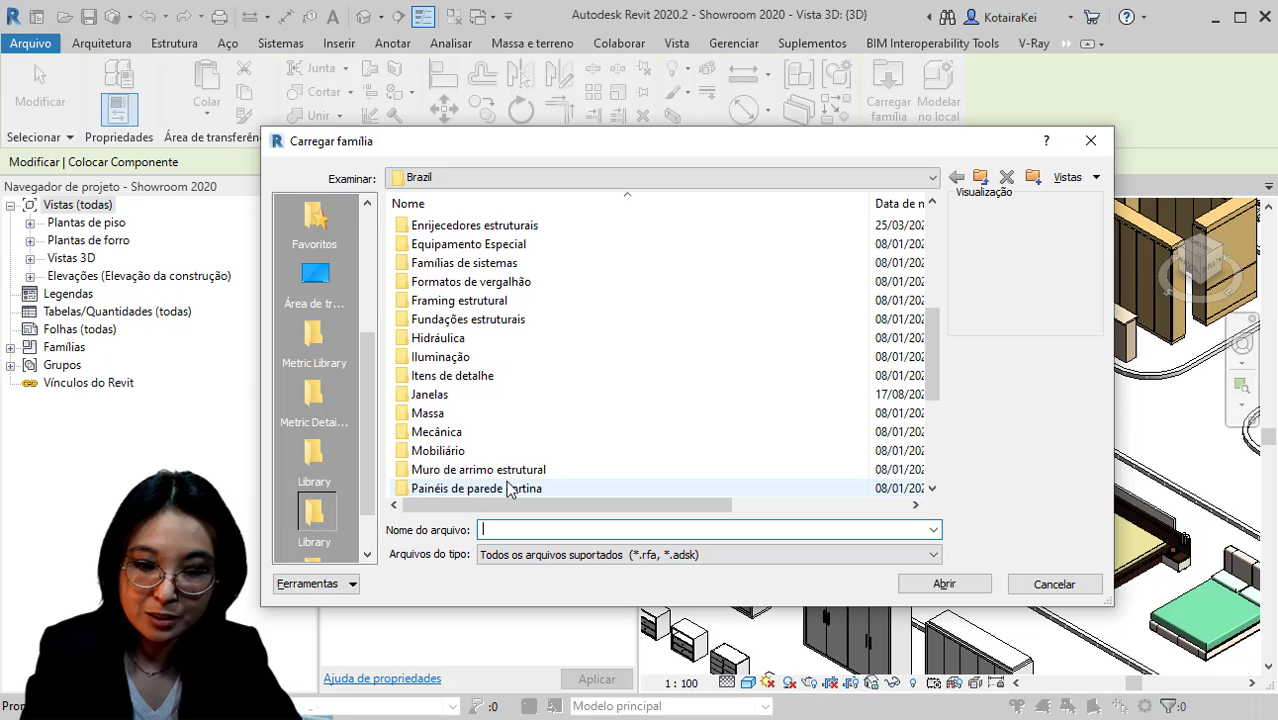 Autodesk Revit 2020.2 - Showroom 2020 - Vista 3D: {3D}
KotairaKei
Arquivo Arquitetura Estrutura Aço Sistemas Inserir Anotar Analisar Massa e terreno Colaborar Vista Gerenciar Suplementos BIM Interoperability Tools V-Ray
Modificar
Colar
Junta
Cortar
Unir
Carregar
família
Modelar
no local
Selecionar Propriedades
Modificar | Colocar Componente
Navegador de projeto - Showroom 2020
Vistas (todas)
Plantas de piso
Plantas de forro
Vistas 3D
Elevações (Elevação da construção)
Legendas
Tabelas/Quantidades (todas)
Folhas (todas)
Famílias
Grupos
Vínculos do Revit
Carregar família
?
Examinar: Brazil
Vistas
Visualização
Favoritos
Área de tr...
Metric Library
Metric Detai...
Library
Library
Nome Data de n
Enrijecedores estruturais 25/03/202
Equipamento Especial 08/01/202
Famílias de sistemas 08/01/202
Formatos de vergalhão 08/01/202
Framing estrutural 08/01/202
Fundações estruturais 08/01/202
Hidráulica 08/01/202
Iluminação 08/01/202
Itens de detalhe 08/01/202
Janelas 17/08/202
Massa 08/01/202
Mecânica 08/01/202
Mobiliário 08/01/202
Muro de arrimo estrutural 08/01/202
Painéis de parede 08/01/202
Nome do arquivo:
Arquivos do tipo: Todos os arquivos suportados (*.rfa, *.adsk)
Ferramentas
Abrir
Cancelar
Ajuda de propriedades
Aplicar
1 : 100
:0 Modelo principal :0